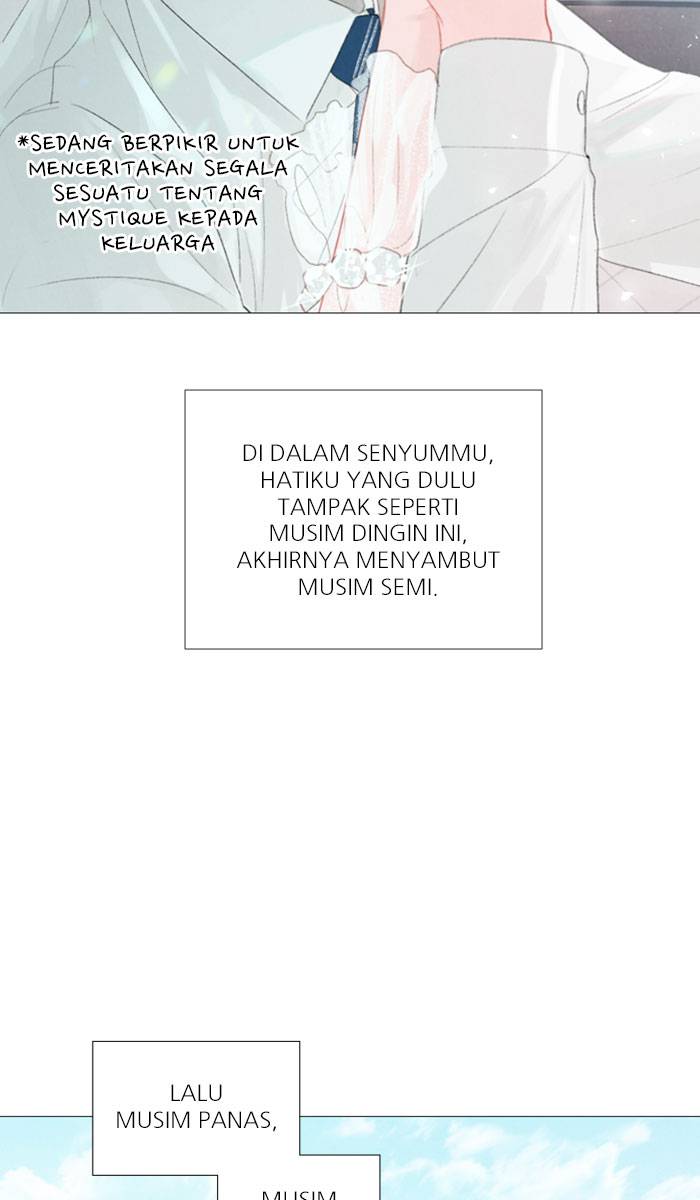 *SEDANG BERPIKIR UNTUK
MENCERITAKAN SEGALA
SESUATU TENTANG
MYSTIQUE KEPADA
KELUARGA
DI DALAM SENYUMMU,
HATIKU YANG DULU
TAMPAK SEPERTI
MUSIM DINGIN INI,
AKHIRNYA MENYAMBUT
MUSIM SEMI.
LALU
MUSIM PANAS,
MUSIM